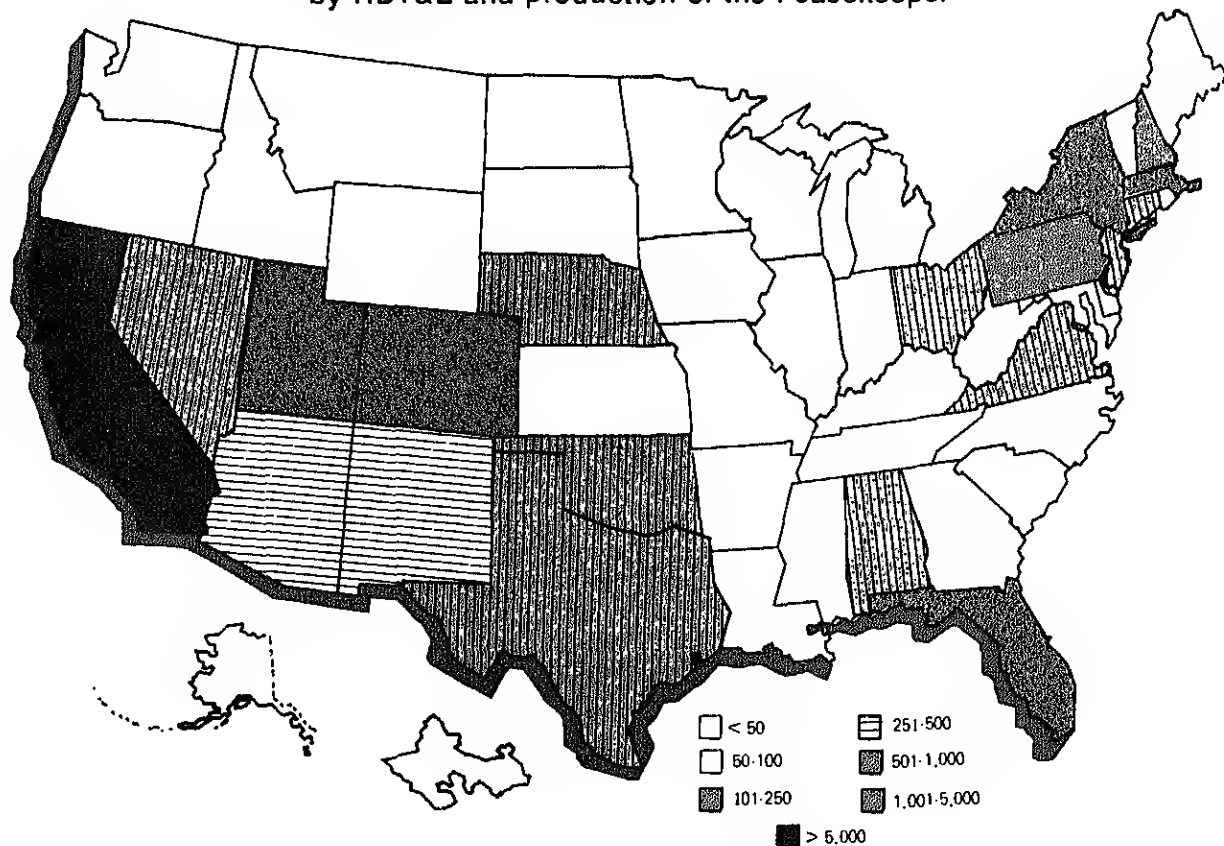 by RDT&E and production of the Peacekeeper
< 50 251-500
50-100 501-1,000
101-250 1,001-5,000
> 5,000